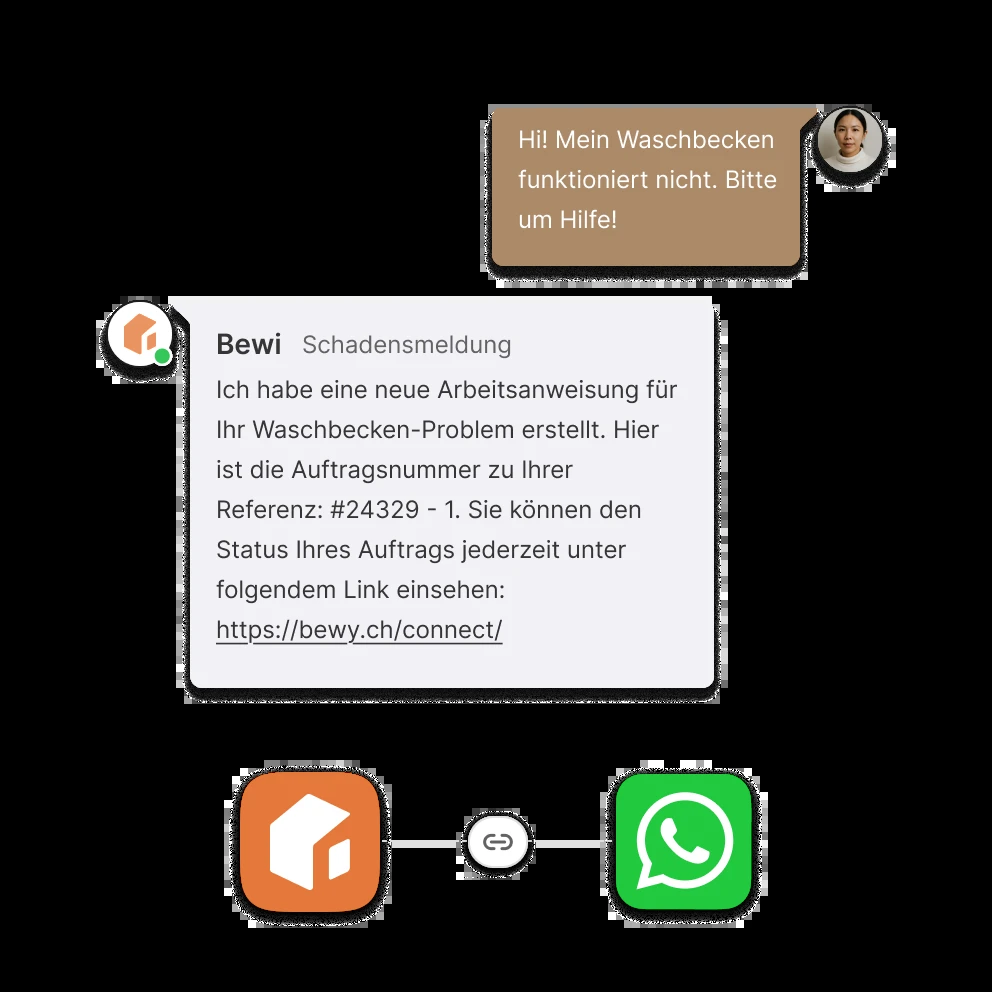 Hi! Mein Waschbecken
funktioniert nicht. Bitte
um Hilfe!
Bewi Schadensmeldung
Ich habe eine neue Arbeitsanweisung für
Ihr Waschbecken-Problem erstellt. Hier
ist die Auftragsnummer zu Ihrer
Referenz: #24329 - 1. Sie können den
Status Ihres Auftrags jederzeit unter
folgendem Link einsehen:
https://bewy.ch/connect/